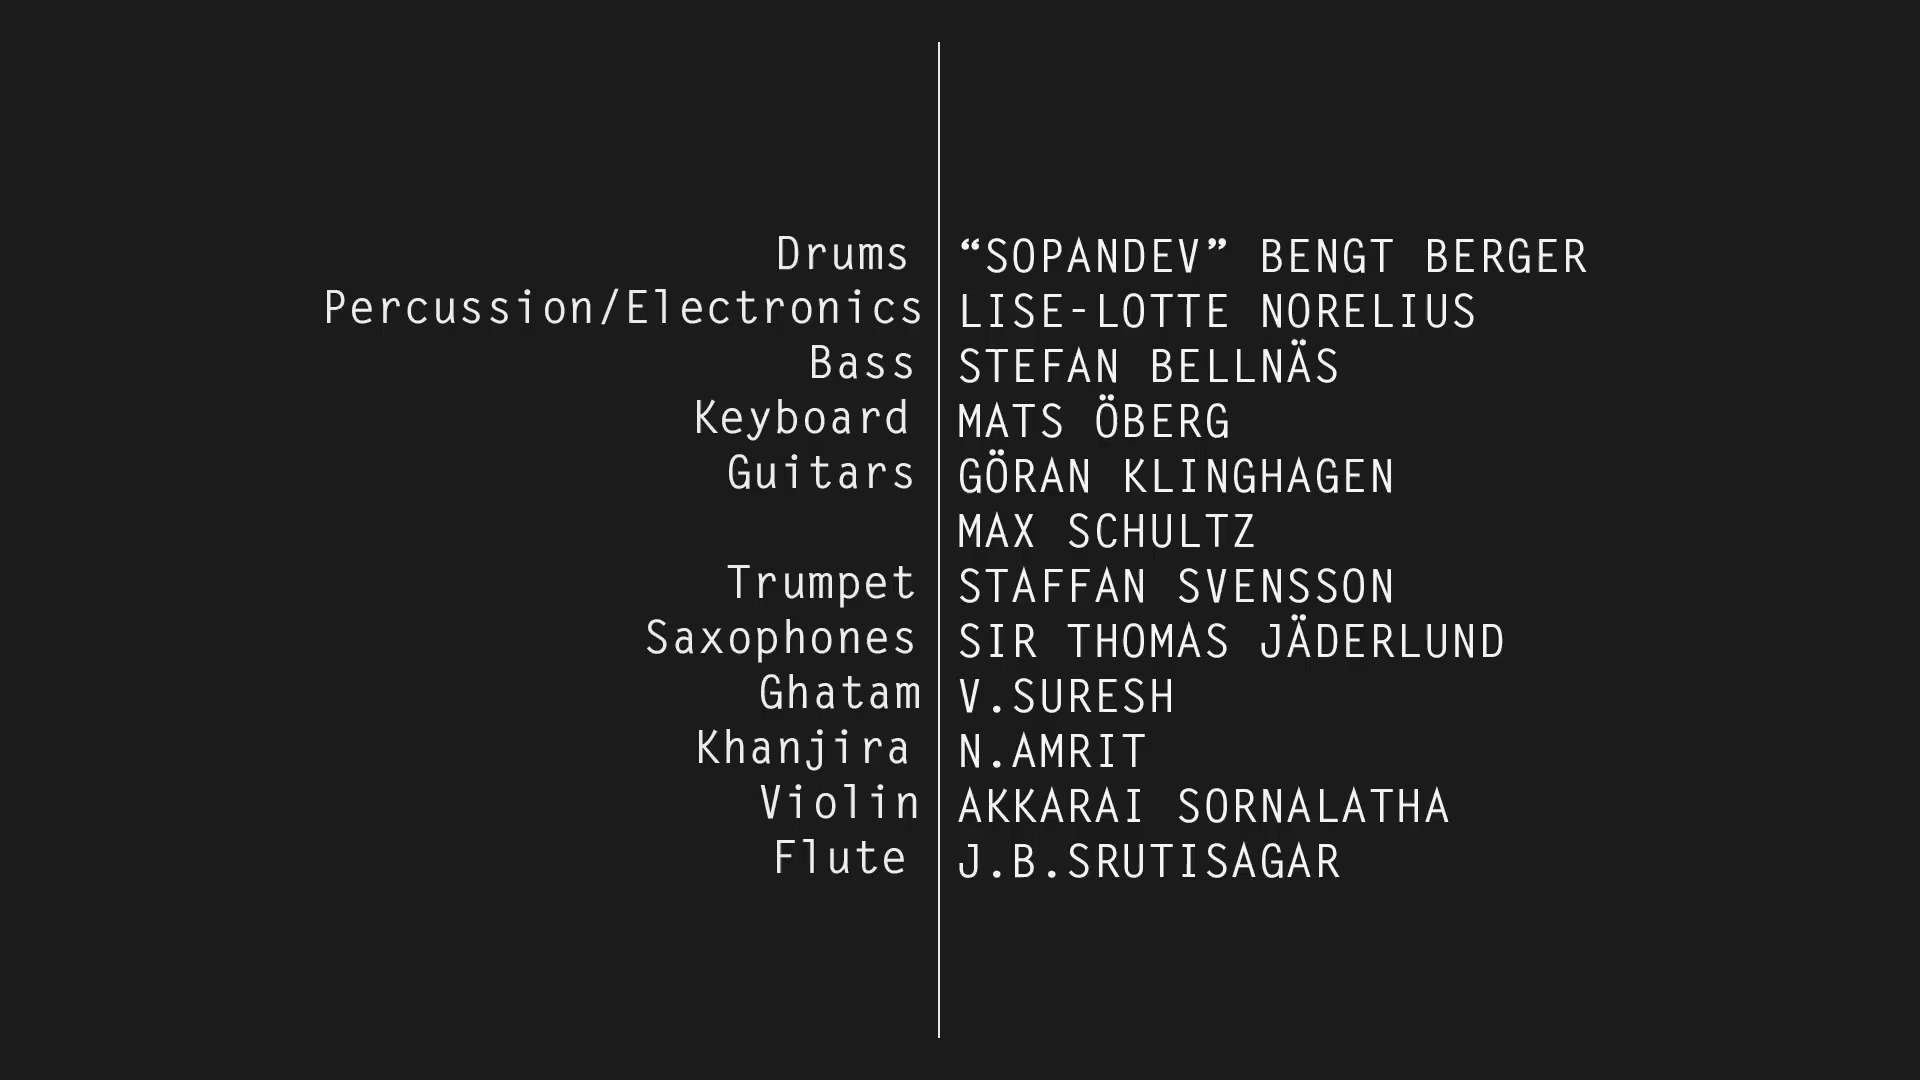 Drums “SOPANDEV” BENGT BERGER
Percussion/Electronics LISE-LOTTE NORELIUS
Bass STEFAN BELLNÄS
Keyboard MATS ÖBERG
Guitars GÖRAN KLINGHAGEN
MAX SCHULTZ
Trumpet STAFFAN SVENSSON
Saxophones SIR THOMAS JÄDERLUND
Ghatam V.SURESH
Khanjira N.AMRIT
Violin AKKARAI SORNALATHA
Flute J.B.SRUTISAGAR